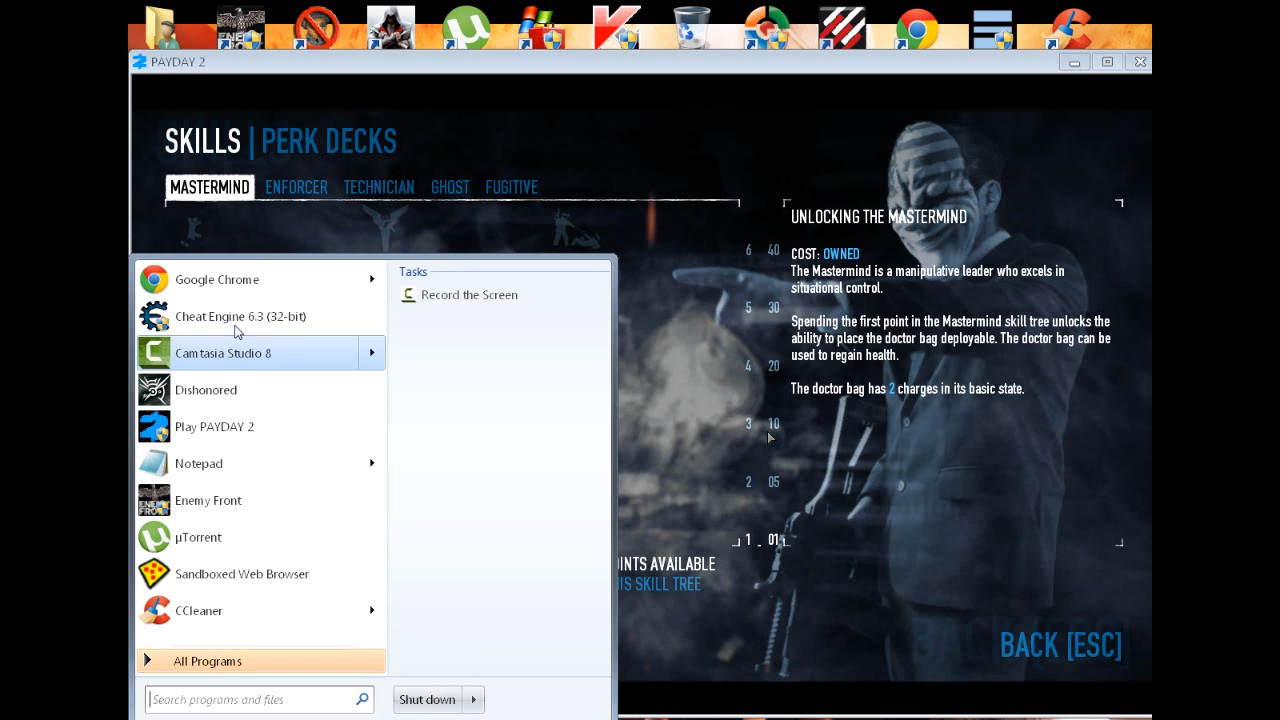 PAYDAY 2
SKILLS | PERK DECKS
MASTERMIND ENFORCER TECHNICIAN GHOST FUGITIVE
UNLOCKING THE MASTERMIND
COST: OWNED
The Mastermind is a manipulative leader who excels in
situational control.
Spending the first point in the Mastermind skill tree unlocks the
ability to place the doctor bag deployable. The doctor bag can be
used to regain health.
The doctor bag has 2 charges in its basic state.
6 40
5 30
4 20
3 10
2 05
1 01
INTS AVAILABLE
IS SKILL TREE
BACK [ESC]
Google Chrome
Cheat Engine 6.3 (32-bit)
Camtasia Studio 8
Dishonored
Play PAYDAY 2
Notepad
Enemy Front
µTorrent
Sandboxed Web Browser
CCleaner
All Programs
Search programs and files
Shut down
Tasks
Record the Screen